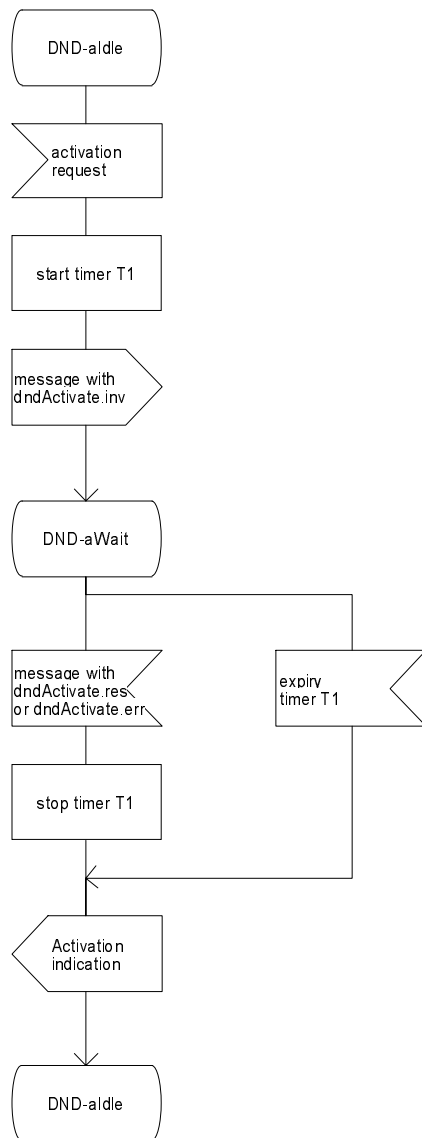 DND-aIdle
activation
request
start timer T1
message with
dndActivate.inv
DND-aWait
message with
dndActivate.res
or dndActivate.err
expiry
timer T1
stop timer T1
Activation
indication
DND-aIdle